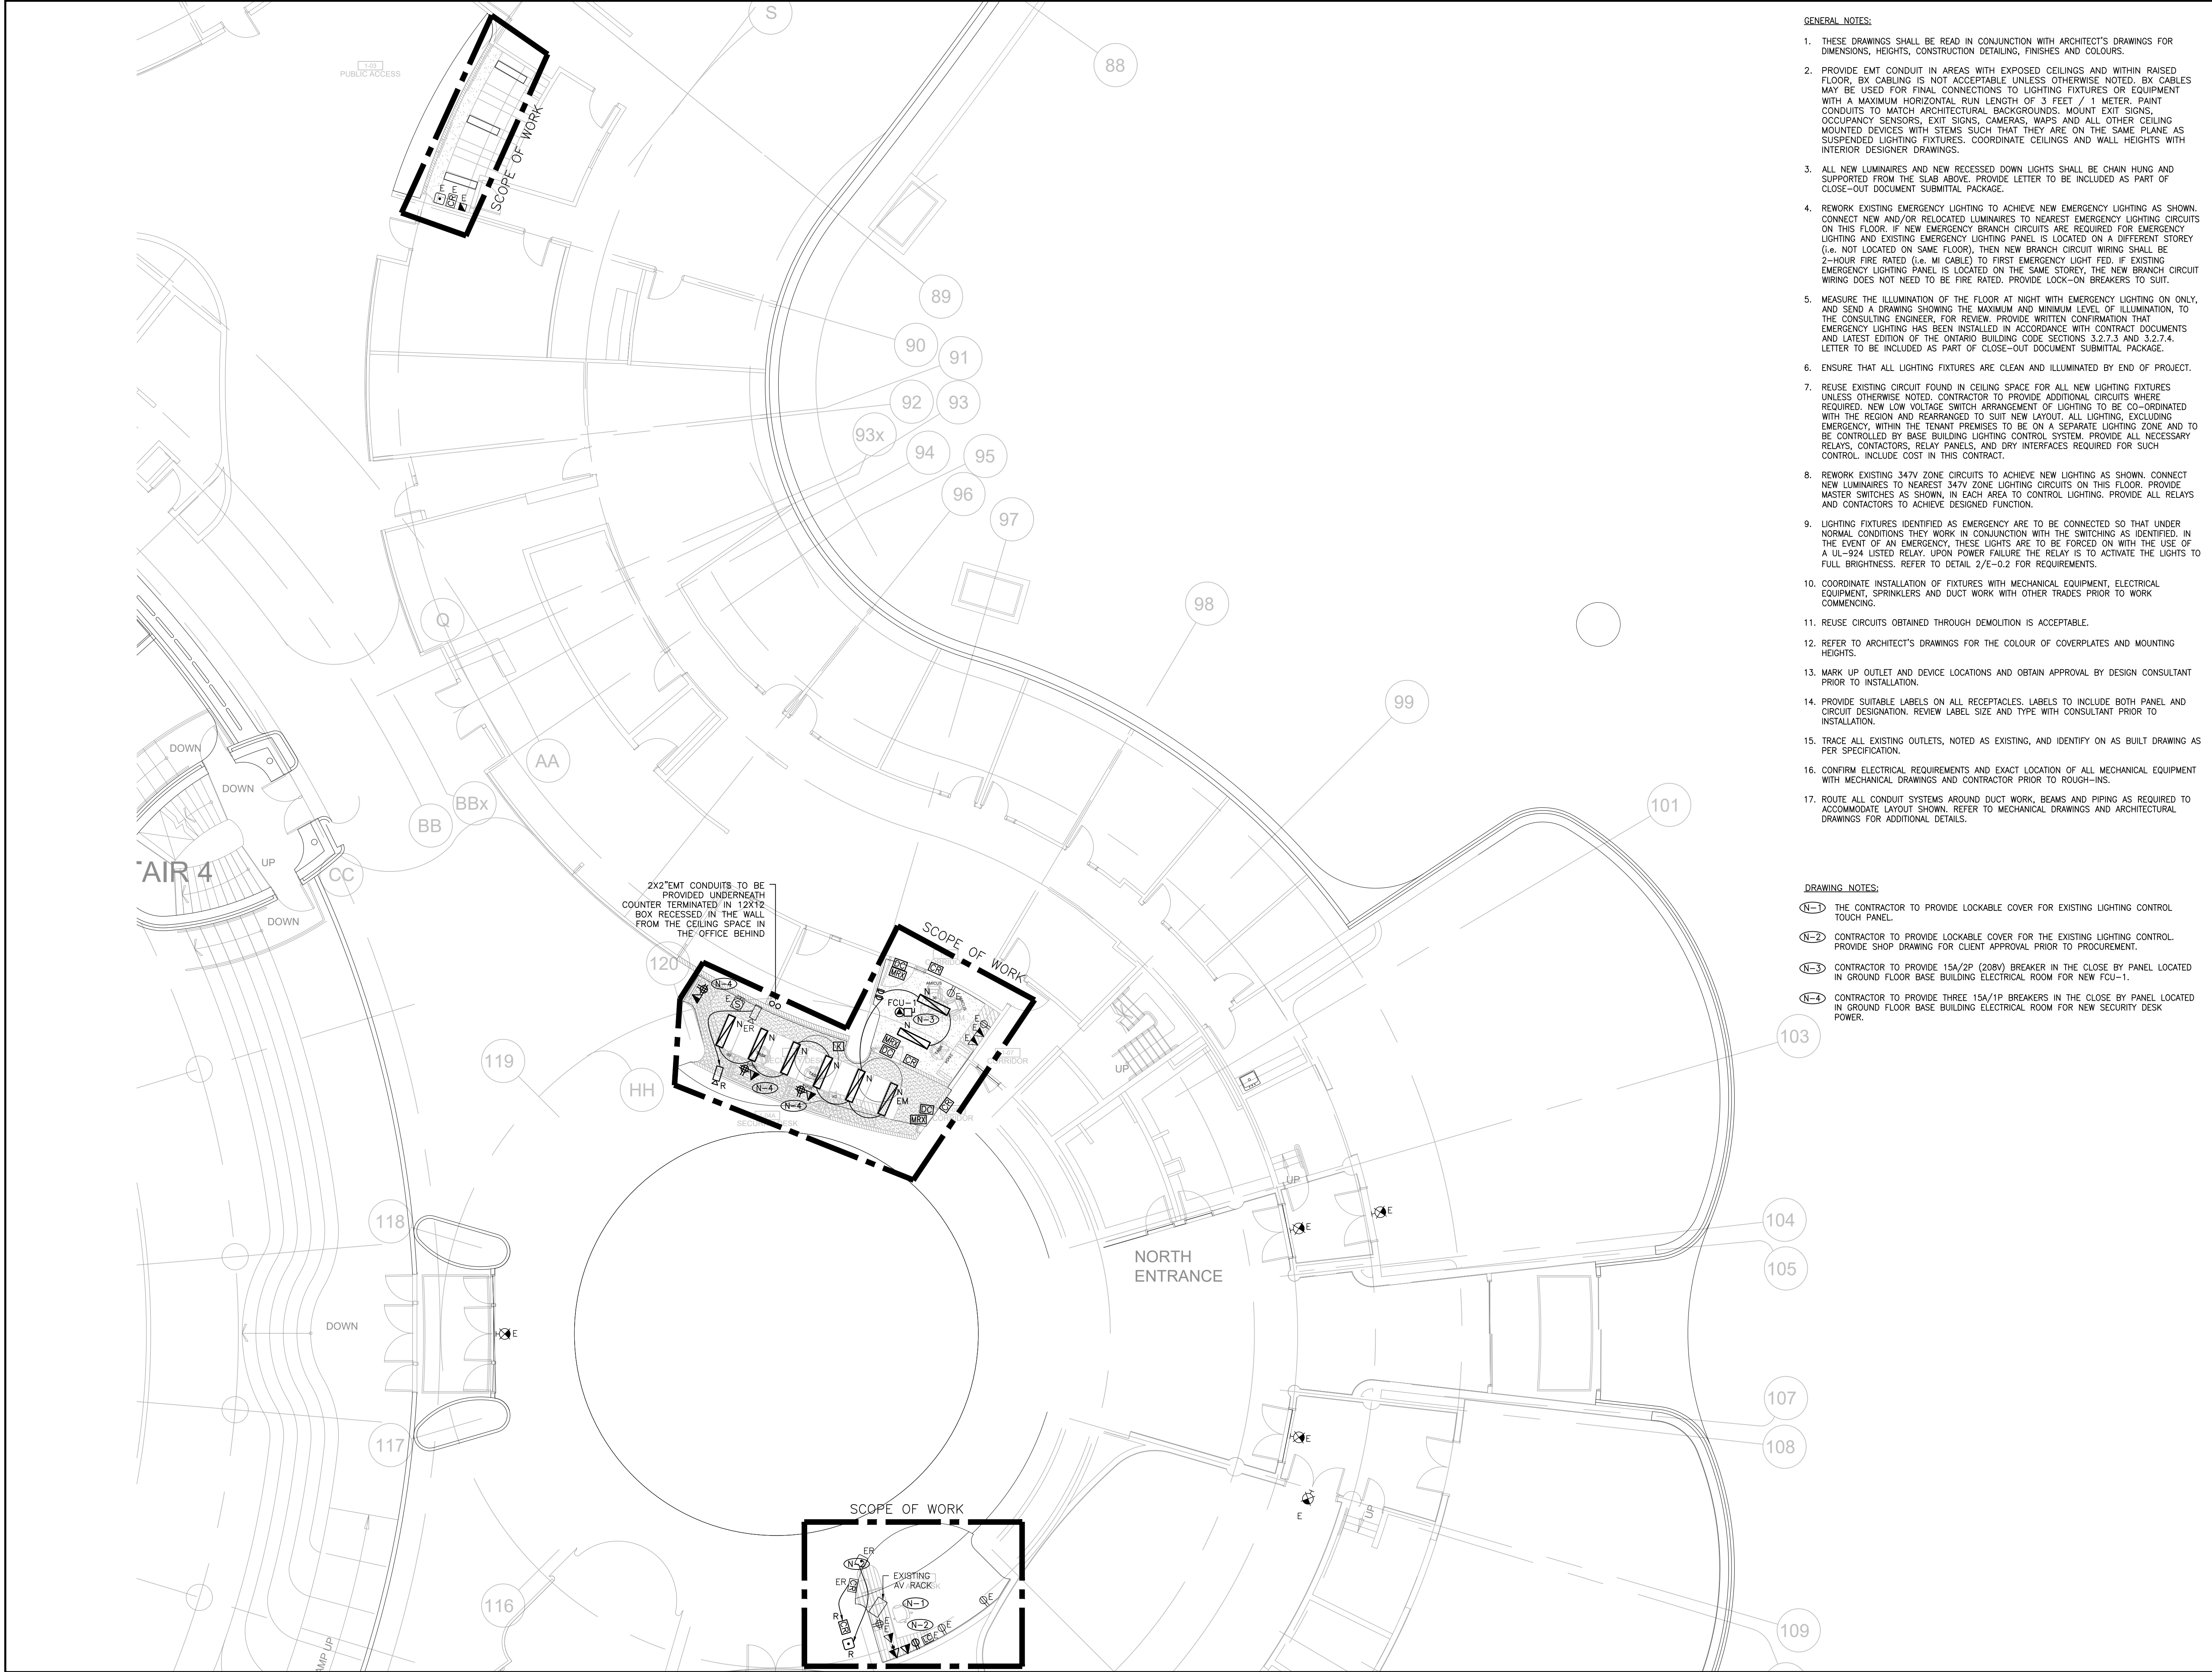 GENERAL NOTES:
1. THESE DRAWINGS SHALL BE READ IN CONJUNCTION WITH ARCHITECT'S DRAWINGS FOR
DIMENSIONS, HEIGHTS, CONSTRUCTION DETAILING, FINISHES AND COLOURS.
2. PROVIDE EMT CONDUIT IN AREAS WITH EXPOSED CEILINGS AND WITHIN RAISED
FLOOR, BX CABLING IS NOT ACCEPTABLE UNLESS OTHERWISE NOTED. BX CABLES
MAY BE USED FOR FINAL CONNECTIONS TO LIGHTING FIXTURES OR EQUIPMENT
WITH A MAXIMUM HORIZONTAL RUN LENGTH OF 3 FEET / 1 METER. PAINT
CONDUITS TO MATCH ARCHITECTURAL BACKGROUNDS. MOUNT EXIT SIGNS,
OCCUPANCY SENSORS, EXIT SIGNS, CAMERAS, WAPS AND ALL OTHER CEILING
MOUNTED DEVICES WITH STEMS SUCH THAT THEY ARE ON THE SAME PLANE AS
SUSPENDED LIGHTING FIXTURES. COORDINATE CEILINGS AND WALL HEIGHTS WITH
INTERIOR DESIGNER DRAWINGS.
3. ALL NEW LUMINAIRES AND NEW RECESSED DOWN LIGHTS SHALL BE CHAIN HUNG AND
SUPPORTED FROM THE SLAB ABOVE. PROVIDE LETTER TO BE INCLUDED AS PART OF
CLOSE-OUT DOCUMENT SUBMITTAL PACKAGE.
4. REWORK EXISTING EMERGENCY LIGHTING TO ACHIEVE NEW EMERGENCY LIGHTING AS SHOWN.
CONNECT NEW AND/OR RELOCATED LUMINAIRES TO NEAREST EMERGENCY LIGHTING CIRCUITS
ON THIS FLOOR. IF NEW EMERGENCY BRANCH CIRCUITS ARE REQUIRED FOR EMERGENCY
LIGHTING AND EXISTING EMERGENCY LIGHTING PANEL IS LOCATED ON A DIFFERENT STOREY
(i.e. NOT LOCATED ON SAME FLOOR), THEN NEW BRANCH CIRCUIT WIRING SHALL BE
2-HOUR FIRE RATED (i.e. MI CABLE) TO FIRST EMERGENCY LIGHT FED. IF EXISTING
EMERGENCY LIGHTING PANEL IS LOCATED ON THE SAME STOREY, THE NEW BRANCH CIRCUIT
WIRING DOES NOT NEED TO BE FIRE RATED. PROVIDE LOCK-ON BREAKERS TO SUIT.
5. MEASURE THE ILLUMINATION OF THE FLOOR AT NIGHT WITH EMERGENCY LIGHTING ON ONLY,
AND SEND A DRAWING SHOWING THE MAXIMUM AND MINIMUM LEVEL OF ILLUMINATION, TO
THE CONSULTING ENGINEER, FOR REVIEW. PROVIDE WRITTEN CONFIRMATION THAT
EMERGENCY LIGHTING HAS BEEN INSTALLED IN ACCORDANCE WITH CONTRACT DOCUMENTS
AND LATEST EDITION OF THE ONTARIO BUILDING CODE SECTIONS 3.2.7.3 AND 3.2.7.4.
LETTER TO BE INCLUDED AS PART OF CLOSE-OUT DOCUMENT SUBMITTAL PACKAGE.
6. ENSURE THAT ALL LIGHTING FIXTURES ARE CLEAN AND ILLUMINATED BY END OF PROJECT.
7. REUSE EXISTING CIRCUIT FOUND IN CEILING SPACE FOR ALL NEW LIGHTING FIXTURES
UNLESS OTHERWISE NOTED. CONTRACTOR TO PROVIDE ADDITIONAL CIRCUITS WHERE
REQUIRED. NEW LOW VOLTAGE SWITCH ARRANGEMENT OF LIGHTING TO BE CO-ORDINATED
WITH THE REGION AND REARRANGED TO SUIT NEW LAYOUT. ALL LIGHTING, EXCLUDING
EMERGENCY, WITHIN THE TENANT PREMISES TO BE ON A SEPARATE LIGHTING ZONE AND TO
BE CONTROLLED BY BASE BUILDING LIGHTING CONTROL SYSTEM. PROVIDE ALL NECESSARY
RELAYS, CONTACTORS, RELAY PANELS, AND DRY INTERFACES REQUIRED FOR SUCH
CONTROL. INCLUDE COST IN THIS CONTRACT.
8. REWORK EXISTING 347V ZONE CIRCUITS TO ACHIEVE NEW LIGHTING AS SHOWN. CONNECT
NEW LUMINAIRES TO NEAREST 347V ZONE LIGHTING CIRCUITS ON THIS FLOOR. PROVIDE
MASTER SWITCHES AS SHOWN, IN EACH AREA TO CONTROL LIGHTING. PROVIDE ALL RELAYS
AND CONTACTORS TO ACHIEVE DESIGNED FUNCTION.
9. LIGHTING FIXTURES IDENTIFIED AS EMERGENCY ARE TO BE CONNECTED SO THAT UNDER
NORMAL CONDITIONS THEY WORK IN CONJUNCTION WITH THE SWITCHING AS IDENTIFIED. IN
THE EVENT OF AN EMERGENCY, THESE LIGHTS ARE TO BE FORCED ON WITH THE USE OF
A UL-924 LISTED RELAY. UPON POWER FAILURE THE RELAY IS TO ACTIVATE THE LIGHTS TO
FULL BRIGHTNESS. REFER TO DETAIL 2/E-0.2 FOR REQUIREMENTS.
10. COORDINATE INSTALLATION OF FIXTURES WITH MECHANICAL EQUIPMENT, ELECTRICAL
EQUIPMENT, SPRINKLERS AND DUCT WORK WITH OTHER TRADES PRIOR TO WORK
COMMENCING.
11. REUSE CIRCUITS OBTAINED THROUGH DEMOLITION IS ACCEPTABLE.
12. REFER TO ARCHITECT'S DRAWINGS FOR THE COLOUR OF COVERPLATES AND MOUNTING
HEIGHTS.
13. MARK UP OUTLET AND DEVICE LOCATIONS AND OBTAIN APPROVAL BY DESIGN CONSULTANT
PRIOR TO INSTALLATION.
14. PROVIDE SUITABLE LABELS ON ALL RECEPTACLES. LABELS TO INCLUDE BOTH PANEL AND
CIRCUIT DESIGNATION. REVIEW LABEL SIZE AND TYPE WITH CONSULTANT PRIOR TO
INSTALLATION.
15. TRACE ALL EXISTING OUTLETS, NOTED AS EXISTING, AND IDENTIFY ON AS BUILT DRAWING AS
PER SPECIFICATION.
16. CONFIRM ELECTRICAL REQUIREMENTS AND EXACT LOCATION OF ALL MECHANICAL EQUIPMENT
WITH MECHANICAL DRAWINGS AND CONTRACTOR PRIOR TO ROUGH-INS.
17. ROUTE ALL CONDUIT SYSTEMS AROUND DUCT WORK, BEAMS AND PIPING AS REQUIRED TO
ACCOMMODATE LAYOUT SHOWN. REFER TO MECHANICAL DRAWINGS AND ARCHITECTURAL
DRAWINGS FOR ADDITIONAL DETAILS.
DRAWING NOTES:
N-1 THE CONTRACTOR TO PROVIDE LOCKABLE COVER FOR EXISTING LIGHTING CONTROL
TOUCH PANEL.
N-2 CONTRACTOR TO PROVIDE LOCKABLE COVER FOR THE EXISTING LIGHTING CONTROL.
PROVIDE SHOP DRAWING FOR CLIENT APPROVAL PRIOR TO PROCUREMENT.
N-3 CONTRACTOR TO PROVIDE 15A/2P (208V) BREAKER IN THE CLOSE BY PANEL LOCATED
IN GROUND FLOOR BASE BUILDING ELECTRICAL ROOM FOR NEW FCU-1.
N-4 CONTRACTOR TO PROVIDE THREE 15A/1P BREAKERS IN THE CLOSE BY PANEL LOCATED
IN GROUND FLOOR BASE BUILDING ELECTRICAL ROOM FOR NEW SECURITY DESK
POWER.
S
88
1-03
PUBLIC ACCESS
SCOPE OF WORK
E E
CR E
89
90
91
92
93
93x
94
95
96
97
98
99
101
103
104
105
107
108
109
Q
AA
BBx
BB
CC
DOWN
DOWN
TAIR 4
UP
DOWN
2X2"EMT CONDUITS TO BE
PROVIDED UNDERNEATH
COUNTER TERMINATED IN 12X12
BOX RECESSED IN THE WALL
FROM THE CEILING SPACE IN
THE OFFICE BEHIND
SCOPE OF WORK
120
N-4
DC
MRX
CR
E
S
ER
N
N
N
N
N
N
EM
K
FCU-1
N
N
N-3
E
E
E
E
MRX
DC
CR
N-4
N-4
R
DC
MRX
CR
CORRIDOR
CORRIDOR
SECURITY DESK
119
HH
118
117
116
DOWN
E
UP
UP
NORTH
ENTRANCE
E
E
E
E
UP
SCOPE OF WORK
ER
ER
CR
EXISTING
AV RACK
N-1
N-2
R
CR
R
E
E
E
E
E